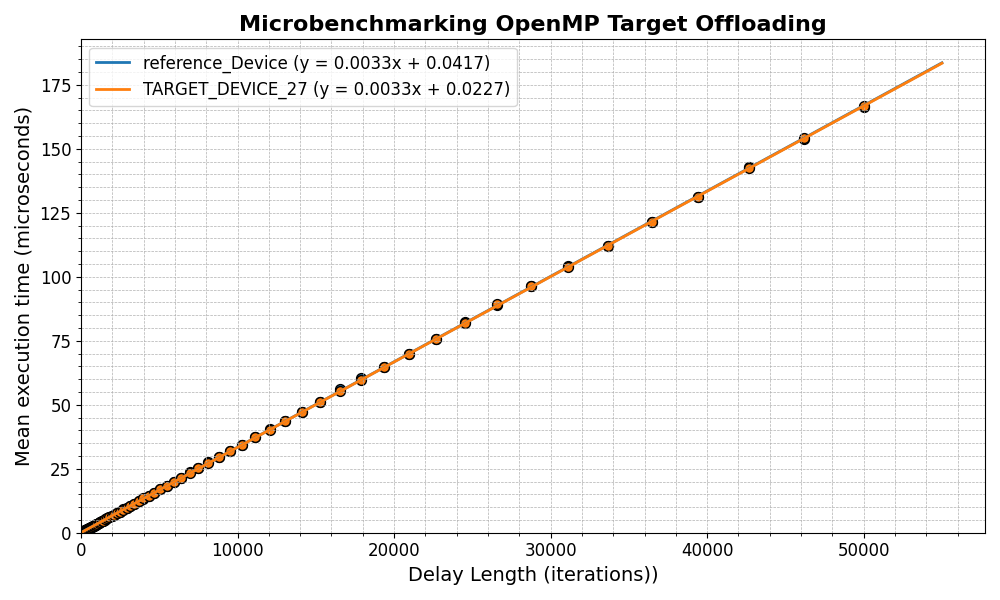 Microbenchmarking OpenMP Target Offloading
reference_Device (y = 0.0033x + 0.0417)
TARGET_DEVICE_27 (y = 0.0033x + 0.0227)
Mean execution time (microseconds)
175
150
125
100
75
50
25
0
0 10000 20000 30000 40000 50000
Delay Length (iterations))